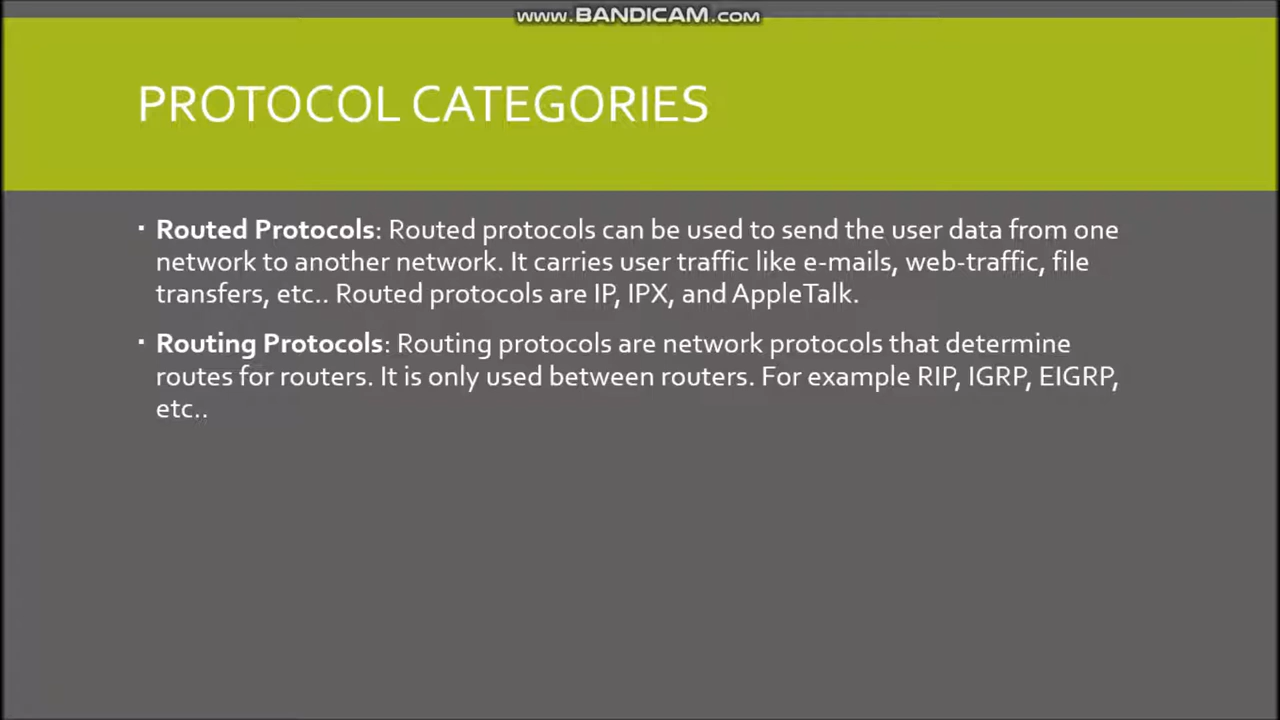 www.BANDICAM.com
PROTOCOL CATEGORIES
▪ Routed Protocols: Routed protocols can be used to send the user data from one
network to another network. It carries user traffic like e-mails, web-traffic, file
transfers, etc.. Routed protocols are IP, IPX, and AppleTalk.
▪ Routing Protocols: Routing protocols are network protocols that determine
routes for routers. It is only used between routers. For example RIP, IGRP, EIGRP,
etc..